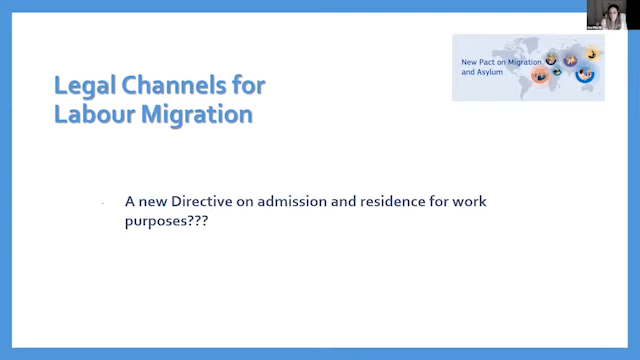 Legal Channels for
Labour Migration
New Pact on Migration
and Asylum
- A new Directive on admission and residence for work
purposes???